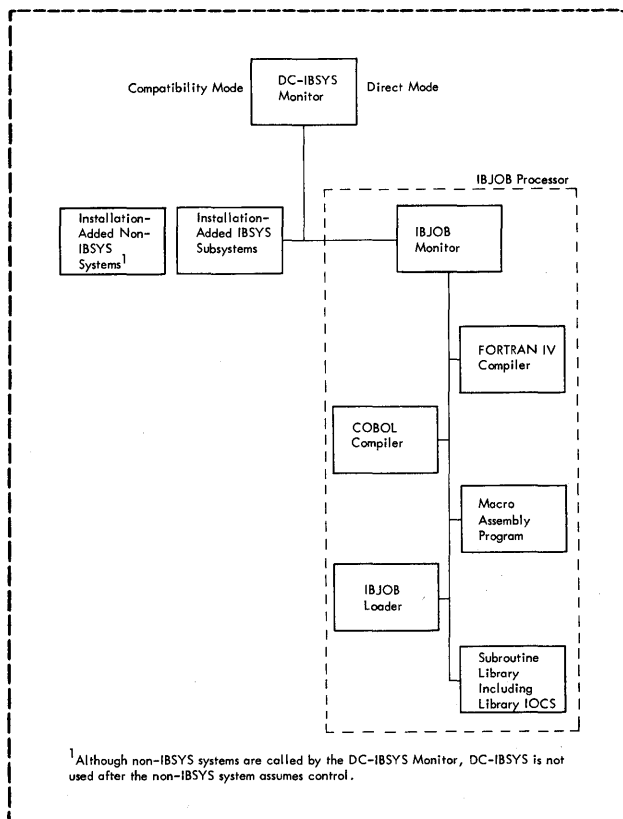 Compatibility Mode
DC-IBSYS
Monitor
Direct Mode
IBJOB Processor
Installation-
Added Non-
IBSYS
Systems1
Installation-
Added IBSYS
Subsystems
IBJOB
Monitor
FORTRAN IV
Compiler
COBOL
Compiler
Macro
Assembly
Program
IBJOB
Loader
Subroutine
Library
Including
Library IOCS
1Although non-IBSYS systems are called by the DC-IBSYS Monitor, DC-IBSYS is not
used after the non-IBSYS system assumes control.